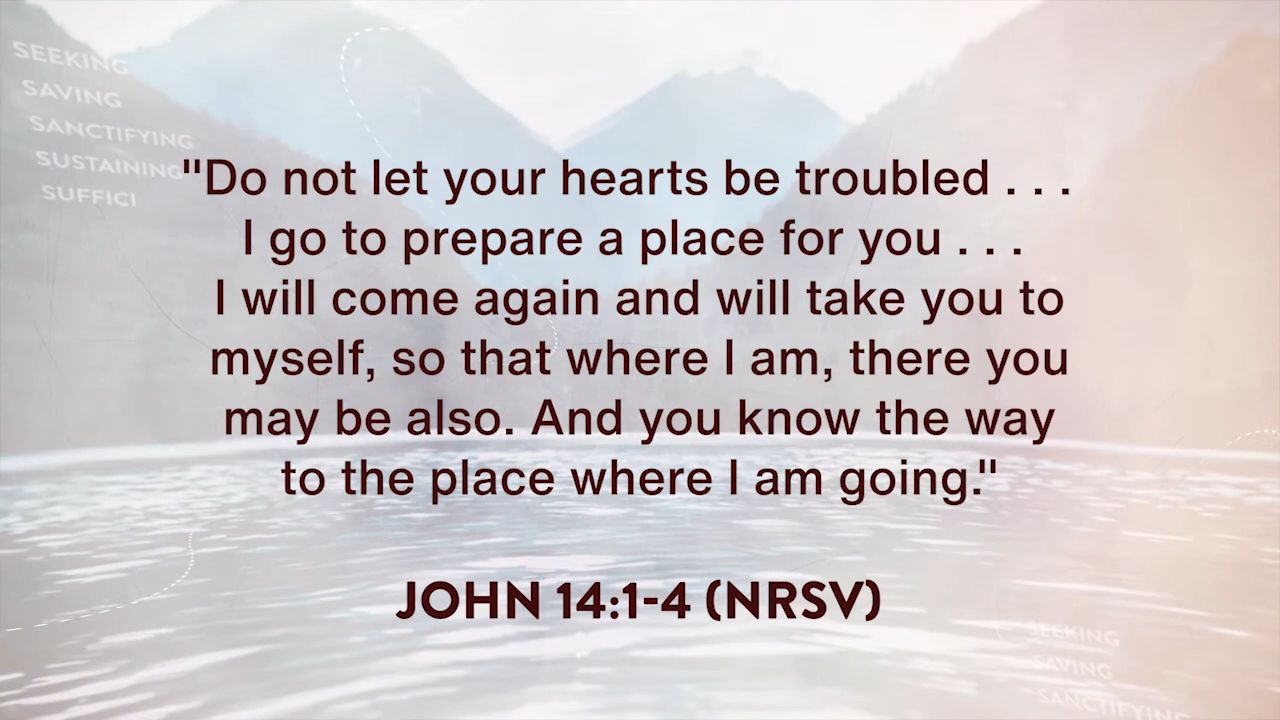 SEEKING
SAVING
SANCTIFYING
SUSTAINING
SUFFICI
"Do not let your hearts be troubled . . .
I go to prepare a place for you . . .
I will come again and will take you to
myself, so that where I am, there you
may be also. And you know the way
to the place where I am going."
JOHN 14:1-4 (NRSV)
SEEKING
SAVING
SANCTIFYING